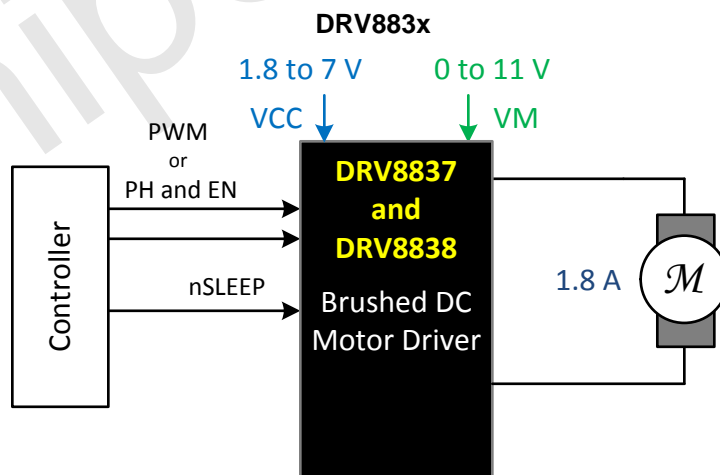 DRV883x
1.8 to 7 V
0 to 11 V
VCC
VM
PWM
or
PH and EN
nSLEEP
Controller
DRV8837
and
DRV8838
Brushed DC
Motor Driver
1.8 A
M